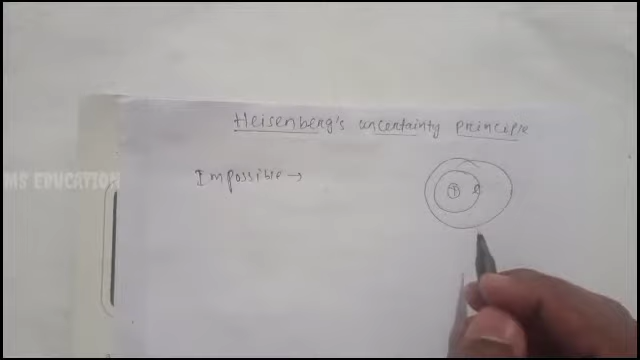 Heisenberg's uncertainty principle
MS EDUCATION
Impossible →